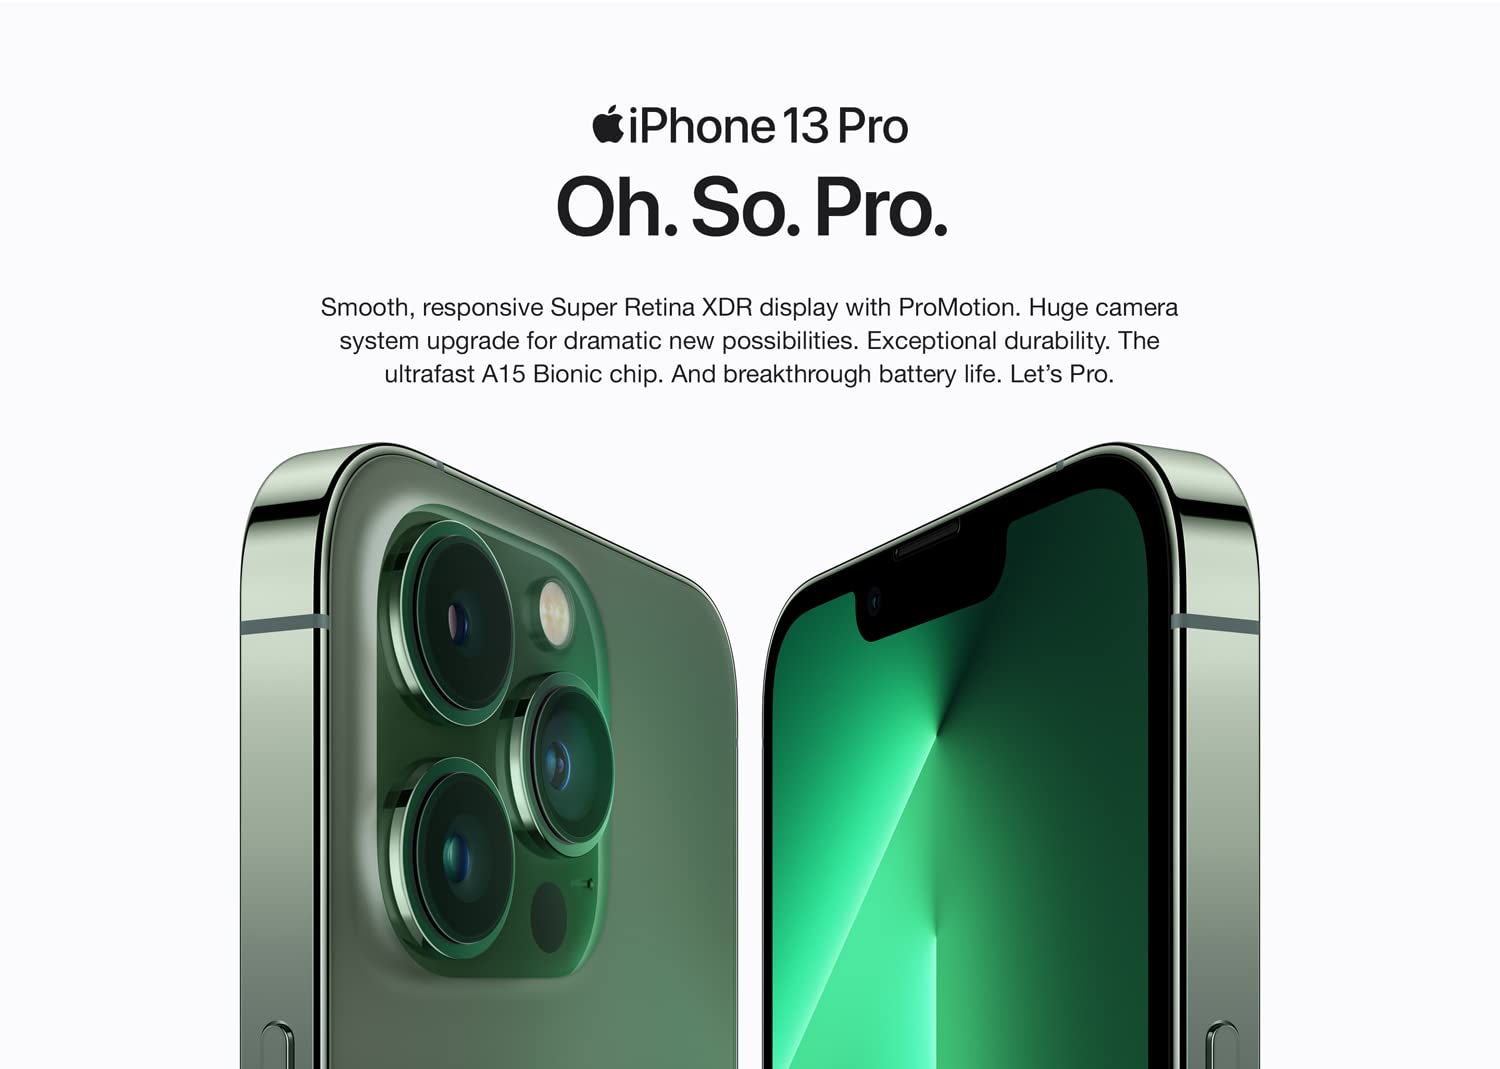 iPhone 13 Pro
Oh. So. Pro.
Smooth, responsive Super Retina XDR display with ProMotion. Huge camera
system upgrade for dramatic new possibilities. Exceptional durability. The
ultrafast A15 Bionic chip. And breakthrough battery life. Let’s Pro.